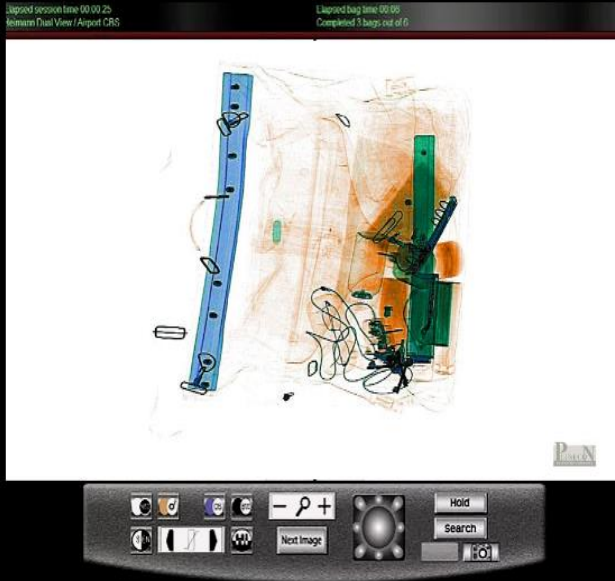 Elapsed session time 00:00:25
Elapsed bag time 00:06
Heimann Dual View / Airport CBS
Completed 3 bags out of 6
Hold
Search
Next Image